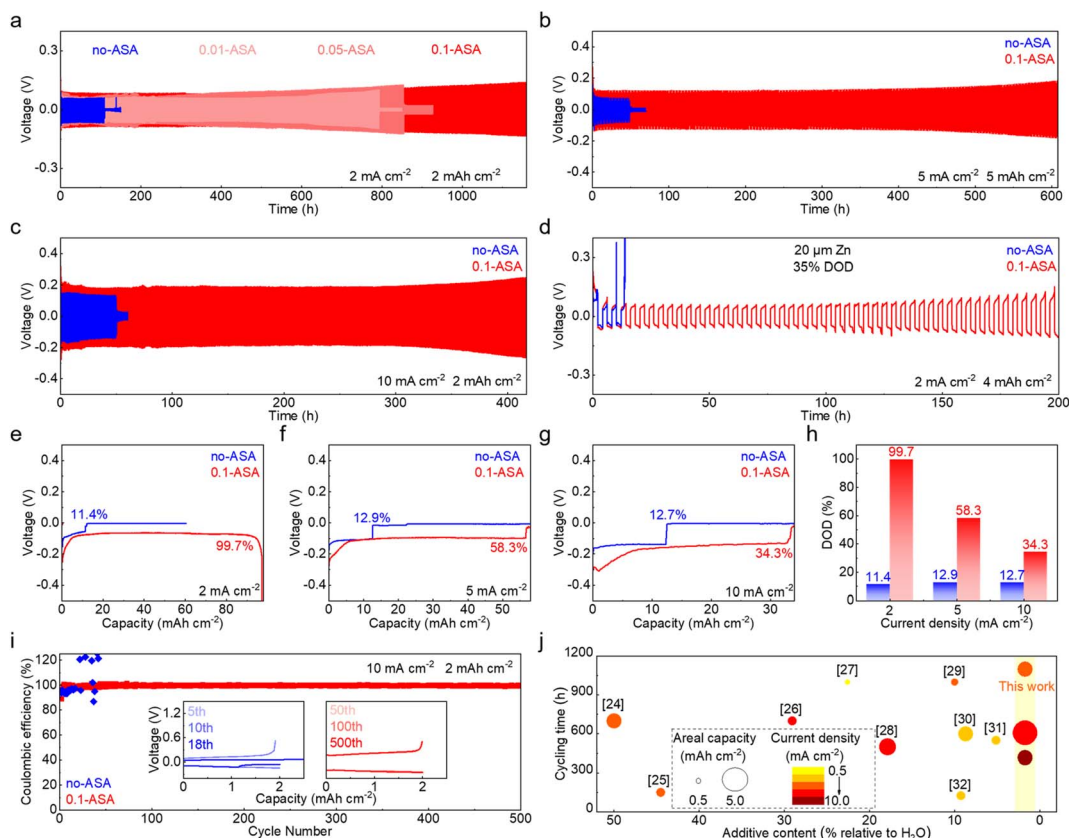 a
no-ASA 0.01-ASA 0.05-ASA 0.1-ASA
0.3
0.0
-0.3
Voltage (V)
2 mA cm-2 2 mAh cm-2
0 200 400 600 800 1000
Time (h)
b
no-ASA
0.1-ASA
0.4
0.2
0.0
-0.2
-0.4
Voltage (V)
5 mA cm-2 5 mAh cm-2
0 100 200 300 400 500 600
Time (h)
c
no-ASA
0.1-ASA
0.4
0.2
0.0
-0.2
-0.4
Voltage (V)
10 mA cm-2 2 mAh cm-2
0 100 200 300 400
Time (h)
d
20 μm Zn
35% DOD
no-ASA
0.1-ASA
0.3
0.0
-0.3
Voltage (V)
2 mA cm-2 4 mAh cm-2
0 50 100 150 200
Time (h)
e
no-ASA
0.1-ASA
0.4
0.2
0.0
-0.2
-0.4
Voltage (V)
11.4%
99.7%
2 mA cm-2
0 20 40 60 80
Capacity (mAh cm-2)
f
no-ASA
0.1-ASA
0.4
0.2
0.0
-0.2
-0.4
Voltage (V)
12.9%
58.3%
5 mA cm-2
0 10 20 30 40 50
Capacity (mAh cm-2)
g
no-ASA
0.1-ASA
0.4
0.2
0.0
-0.2
-0.4
Voltage (V)
12.7%
34.3%
10 mA cm-2
0 10 20 30
Capacity (mAh cm-2)
h
100
80
60
40
20
0
DOD (%)
99.7
58.3
34.3
11.4 12.9 12.7
2 5 10
Current density (mA cm-2)
i
120
100
80
60
40
20
0
Coulombic efficiency (%)
10 mA cm-2 2 mAh cm-2
5th
10th
18th
50th
100th
500th
1.2
0.6
0.0
Voltage (V)
0 1 2 0 1 2
Capacity (mAh cm-2)
no-ASA
0.1-ASA
0 100 200 300 400 500
Cycle Number
j
1200
900
600
300
0
Cycling time (h)
[24]
[25]
[26]
[27]
[28]
[29]
[30]
[31]
[32]
This work
Areal capacity
(mAh cm-2)
0.5 5.0
Current density
(mA cm-2)
0.5
10.0
50 40 30 20 10 0
Additive content (% relative to H2O)